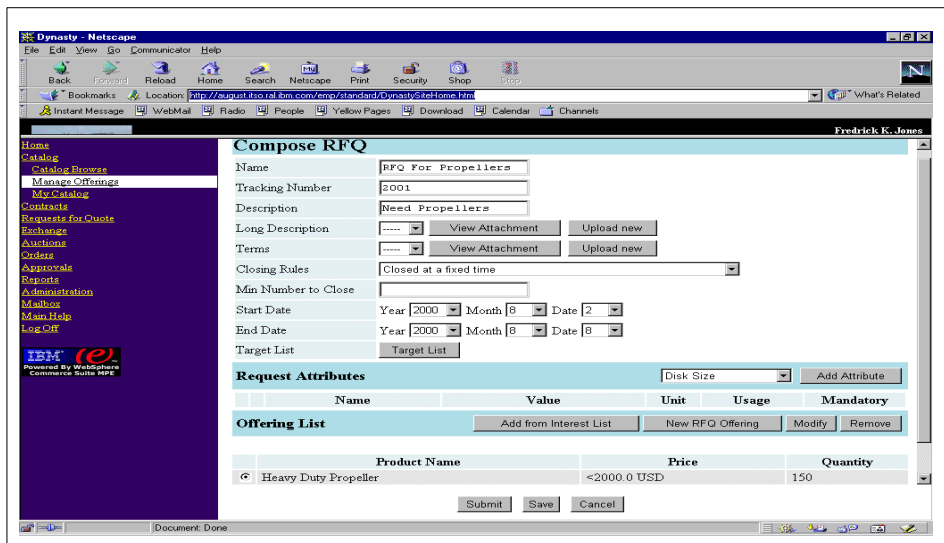 Dynasty - Netscape
File Edit View Go Communicator Help
Back Forward Reload Home Search Netscape Print Security Shop Stop
Bookmarks Location: http://august.itso.ral.ibm.com/emp/standard/DynastySiteHome.htm What's Related
Instant Message WebMail Radio People Yellow Pages Download Calendar Channels
Fredrick K. Jones
Home
Catalog
Catalog Browse
Manage Offerings
My Catalog
Contracts
Requests for Quote
Exchange
Auctions
Orders
Approvals
Reports
Administration
Mailbox
Main Help
Log Off
IBM e
Powered By WebSphere
Commerce Suite MPE
Compose RFQ
Name RFQ For Propellers
Tracking Number 2001
Description Need Propellers
Long Description ----- View Attachment Upload new
Terms ----- View Attachment Upload new
Closing Rules Closed at a fixed time
Min Number to Close
Start Date Year 2000 Month 8 Date 2
End Date Year 2000 Month 8 Date 8
Target List Target List
Request Attributes Disk Size Add Attribute
Name Value Unit Usage Mandatory
Offering List Add from Interest List New RFQ Offering Modify Remove
Product Name Price Quantity
Heavy Duty Propeller <2000.0 USD 150
Submit Save Cancel
Document: Done